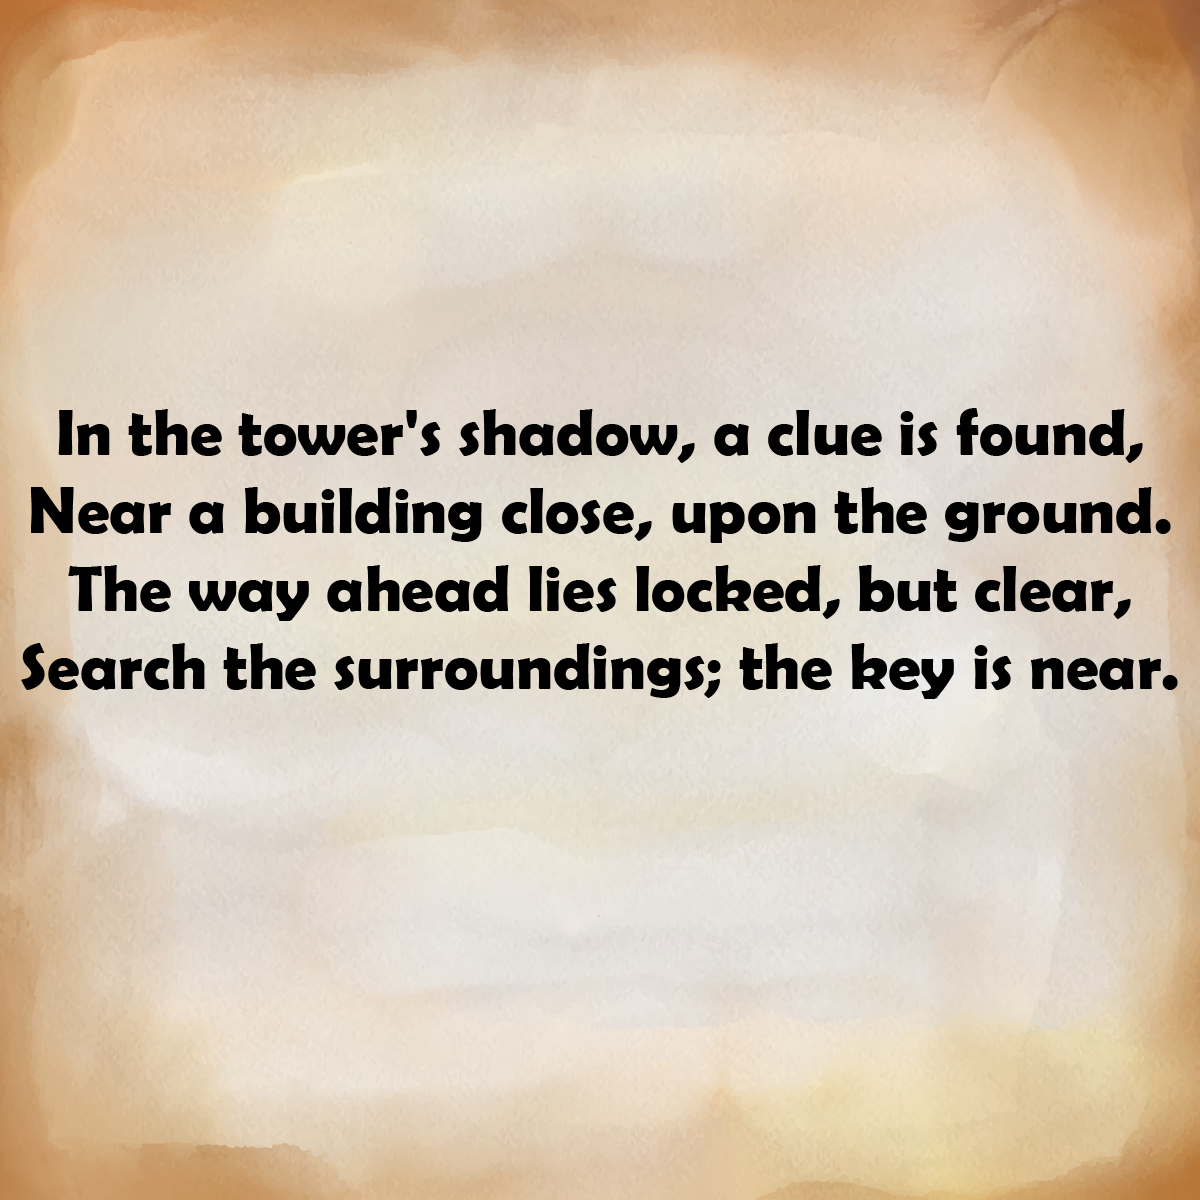 In the tower's shadow, a clue is found,
Near a building close, upon the ground.
The way ahead lies locked, but clear,
Search the surroundings; the key is near.